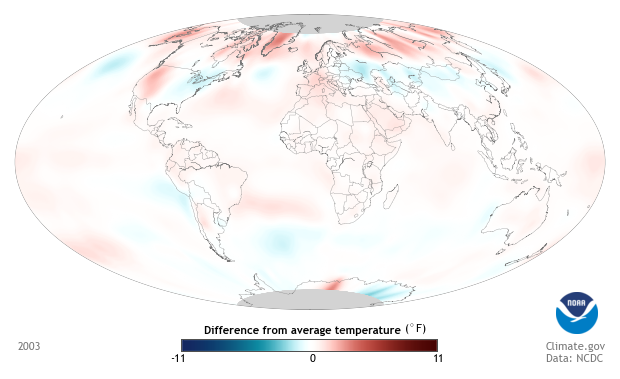 NOAA
Difference from average temperature (°F)
-11 0 11
2003
Climate.gov
Data: NCDC